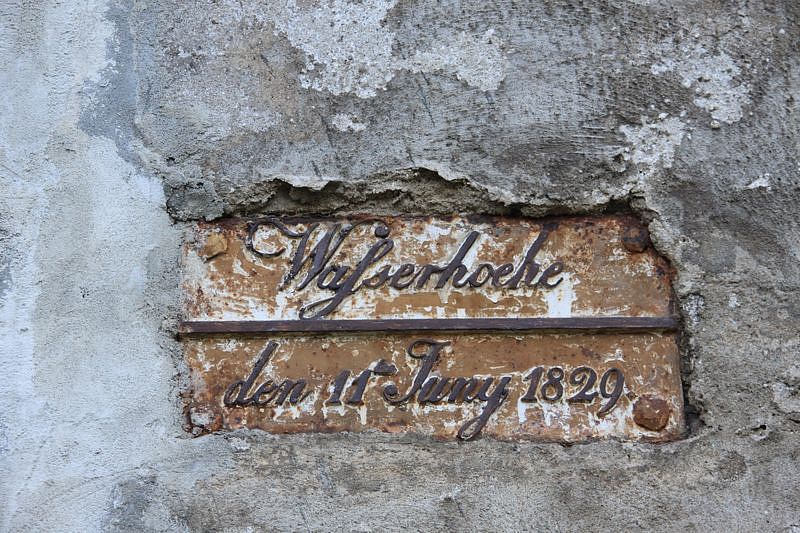 Waſserhoehe
den 11ᵗ Juny 1829